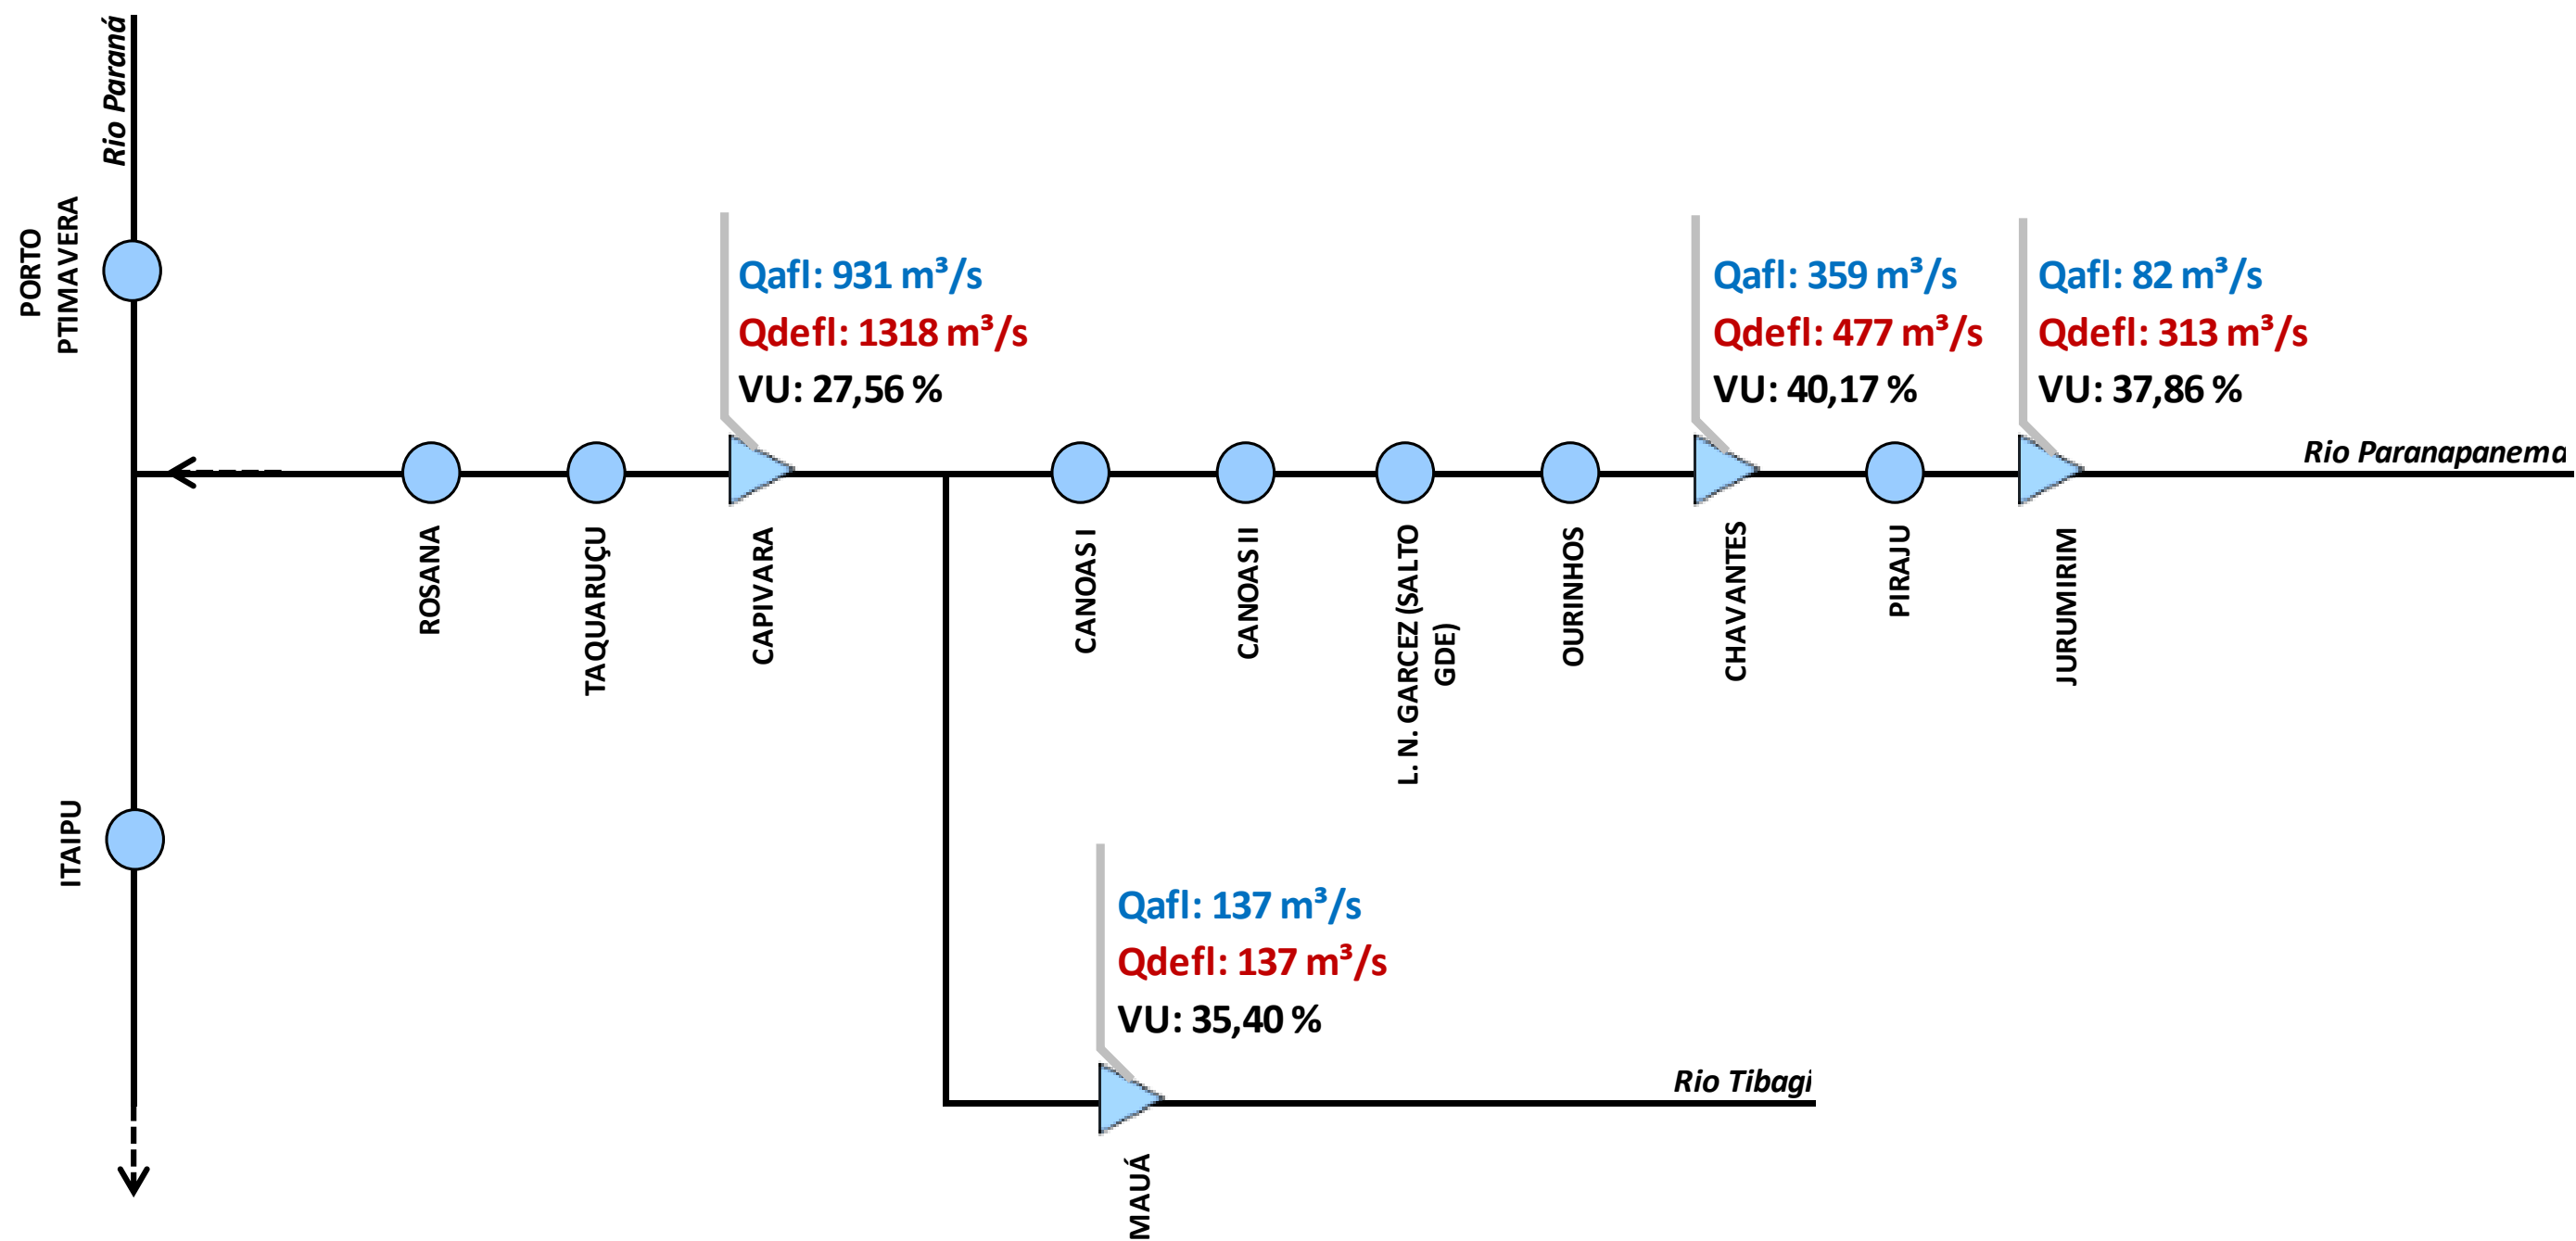 Rio Paraná
PORTO
PTIMAVERA
Qafl: 931 m³/s
Qdefl: 1318 m³/s
VU: 27,56 %
Qafl: 359 m³/s
Qdefl: 477 m³/s
VU: 40,17 %
Qafl: 82 m³/s
Qdefl: 313 m³/s
VU: 37,86 %
Rio Paranapanema
ROSANA
TAQUARUÇU
CAPIVARA
CANOAS I
CANOAS II
L. N. GARCEZ (SALTO
GDE)
OURINHOS
CHAVANTES
PIRAJU
JURUMIRIM
ITAIPU
Qafl: 137 m³/s
Qdefl: 137 m³/s
VU: 35,40 %
Rio Tibagi
MAUÁ